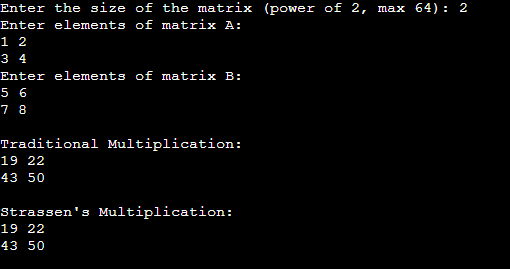 Enter the size of the matrix (power of 2, max 64): 2
Enter elements of matrix A:
1 2
3 4
Enter elements of matrix B:
5 6
7 8
Traditional Multiplication:
19 22
43 50
Strassen's Multiplication:
19 22
43 50